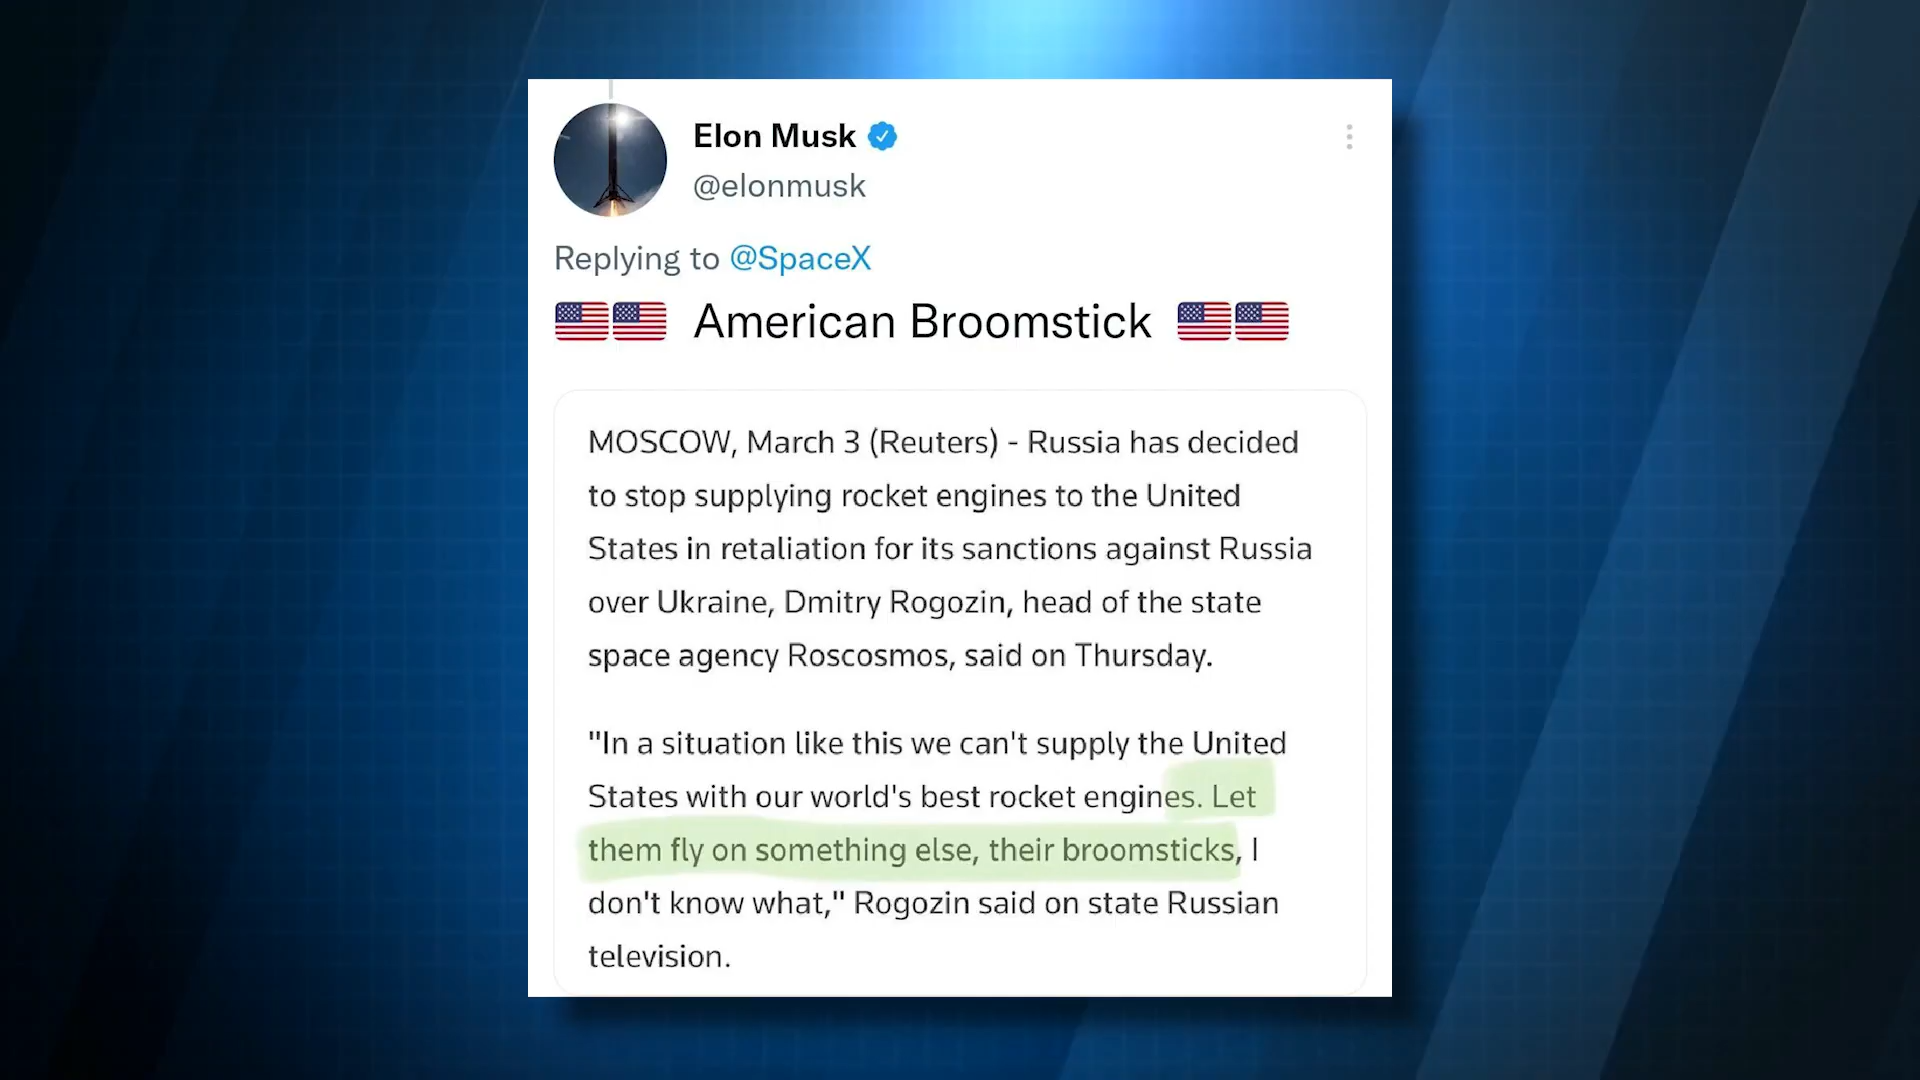 Elon Musk
@elonmusk
Replying to @SpaceX
American Broomstick
MOSCOW, March 3 (Reuters) - Russia has decided
to stop supplying rocket engines to the United
States in retaliation for its sanctions against Russia
over Ukraine, Dmitry Rogozin, head of the state
space agency Roscosmos, said on Thursday.
"In a situation like this we can't supply the United
States with our world's best rocket engines. Let
them fly on something else, their broomsticks, I
don't know what," Rogozin said on state Russian
television.